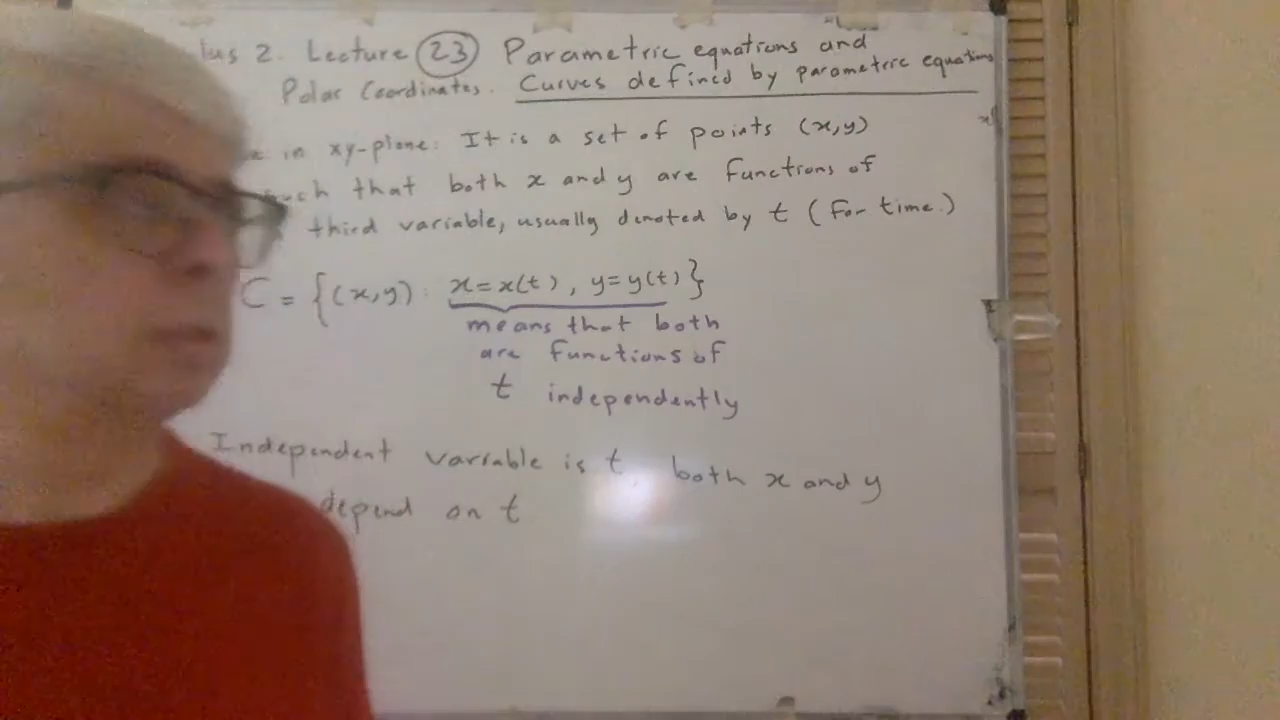 2. Lecture 23 Parametric equations and
Polar Coordinates. Curves defined by parametric equations
in xy-plane: It is a set of points (x,y)
such that both x and y are functions of
third variable, usually denoted by t (for time.)
C = {(x,y): x=x(t), y=y(t)}
means that both
are functions of
t independently
Independent variable is t, both x and y
depend on t